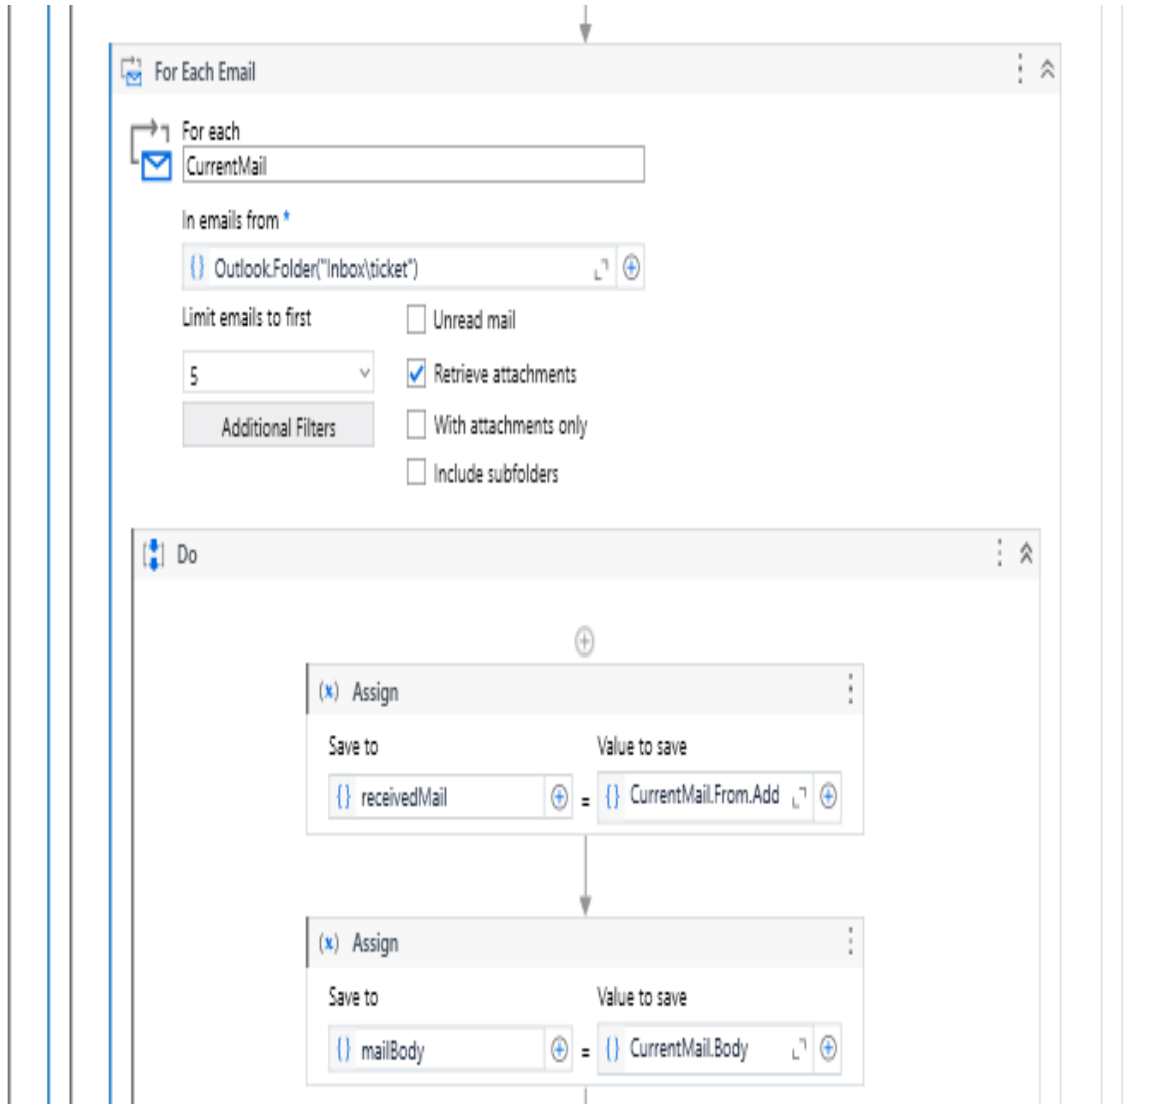 For Each Email
For each
CurrentMail
In emails from *
{} Outlook.Folder("Inbox\ticket")
Limit emails to first
Unread mail
5
Retrieve attachments
Additional Filters
With attachments only
Include subfolders
Do
(x) Assign
Save to Value to save
{} receivedMail = {} CurrentMail.From.Add
(x) Assign
Save to Value to save
{} mailBody = {} CurrentMail.Body